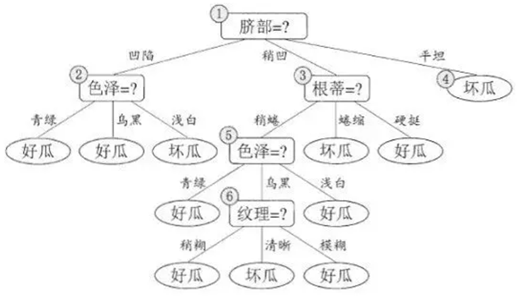 ①
脐部=?
凹陷 稍凹 平坦
② ③ ④
色泽=? 根蒂=? 坏瓜
青绿 乌黑 浅白 稍蜷 蜷缩 硬挺
⑤
好瓜 好瓜 坏瓜 色泽=? 坏瓜 好瓜
青绿 乌黑 浅白
⑥
好瓜 纹理=? 好瓜
稍糊 清晰 模糊
好瓜 坏瓜 好瓜